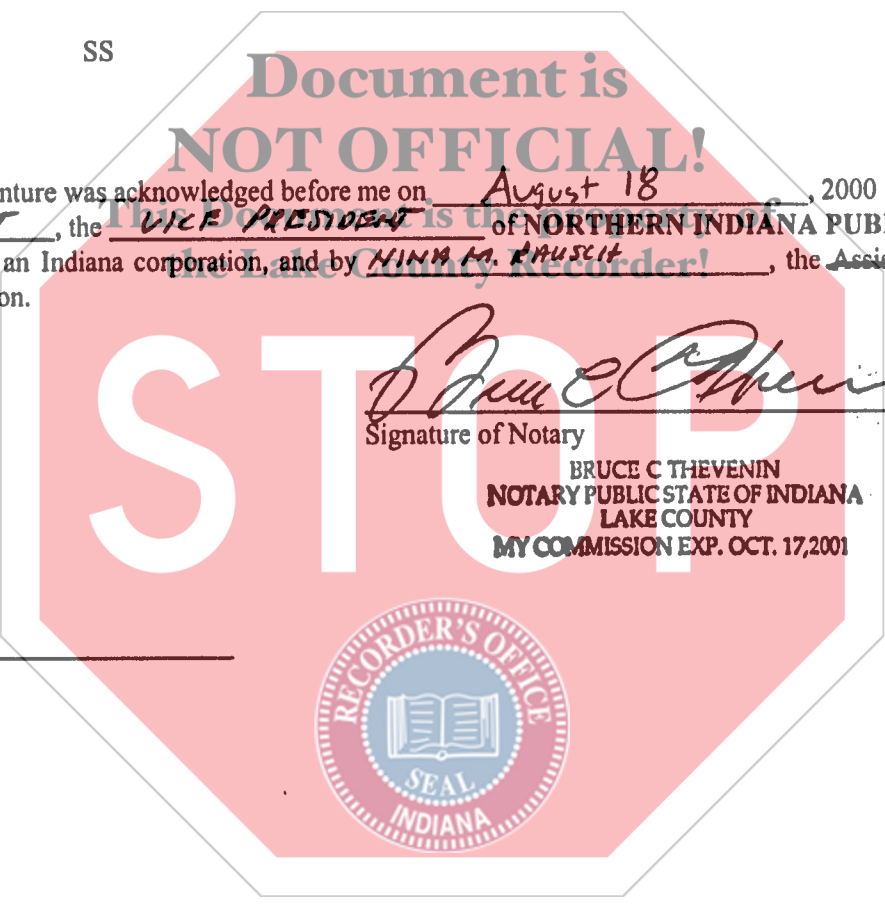 SS
Document is
NOT OFFICIAL!
nture was acknowledged before me on August 18, 2000
, the VICE PRESIDENT of NORTHERN INDIANA PUB
This Document is the property of
an Indiana corporation, and by NINA M. RAUSCH, the Assi
the Lake County Recorder!
on.
STOP
Signature of Notary
BRUCE C THEVENIN
NOTARY PUBLIC STATE OF INDIANA
LAKE COUNTY
MY COMMISSION EXP. OCT. 17,2001
RECORDER'S OFFICE
SEAL
INDIANA